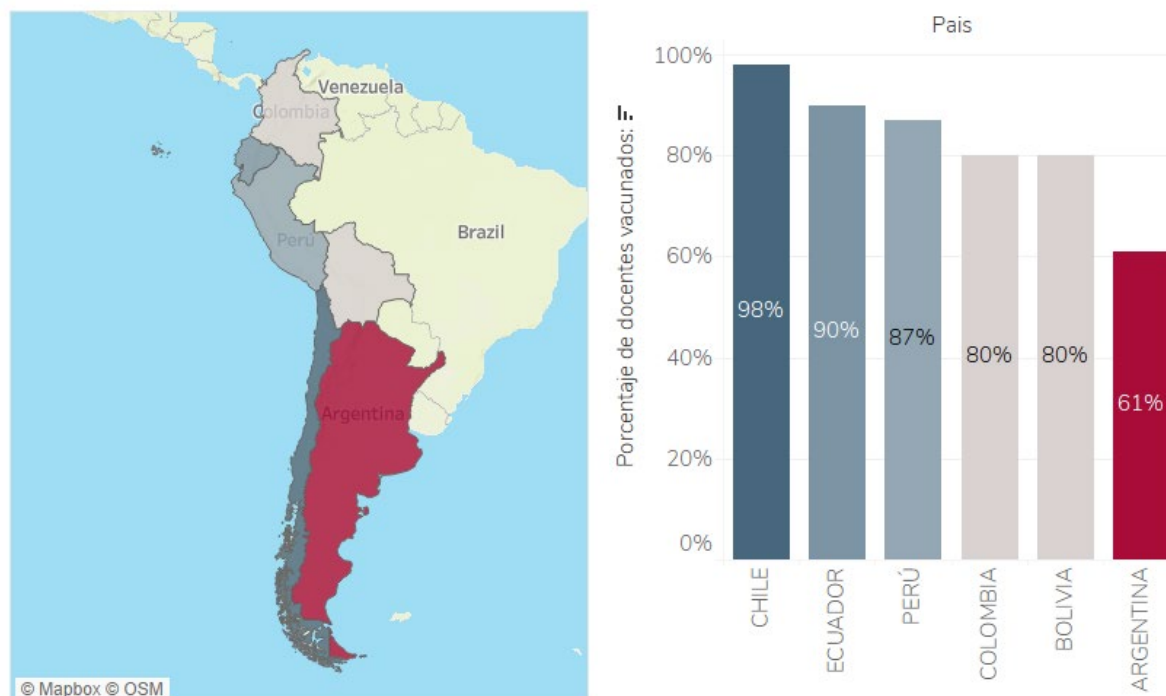 Venezuela
Colombia
Perú
Brazil
Argentina
© Mapbox © OSM
Pais
Porcentaje de docentes vacunados:
100%
80%
60%
40%
20%
0%
98%
90%
87%
80%
80%
61%
CHILE
ECUADOR
PERÚ
COLOMBIA
BOLIVIA
ARGENTINA